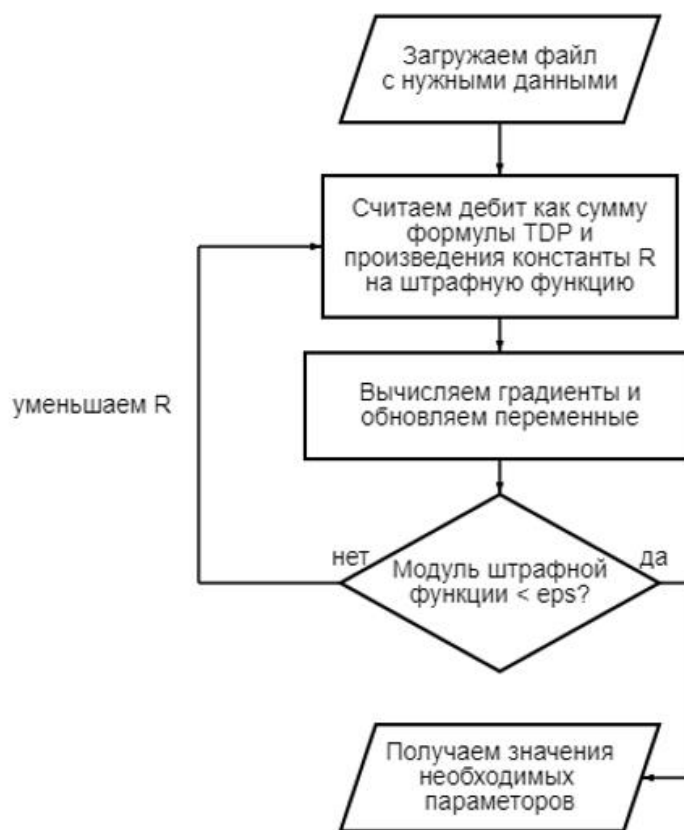 Загружаем файл
с нужными данными
Считаем дебит как сумму
формулы TDP и
произведения константы R
на штрафную функцию
уменьшаем R
Вычисляем градиенты и
обновляем переменные
нет
да
Модуль штрафной
функции < eps?
Получаем значения
необходимых
параметоров